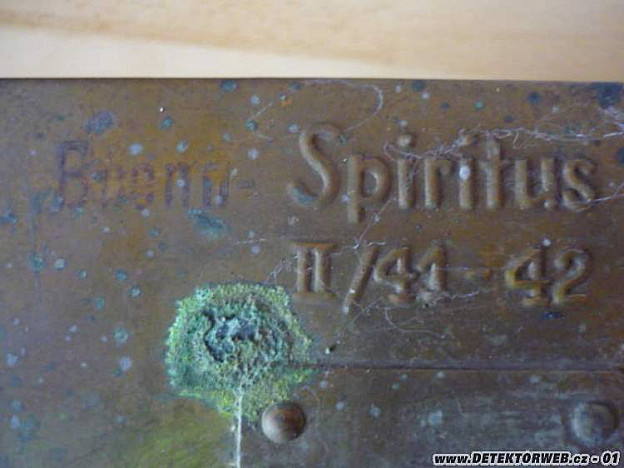 Brenn- Spiritus
II/41-42
www.DETEKTORWEB.cz - 01